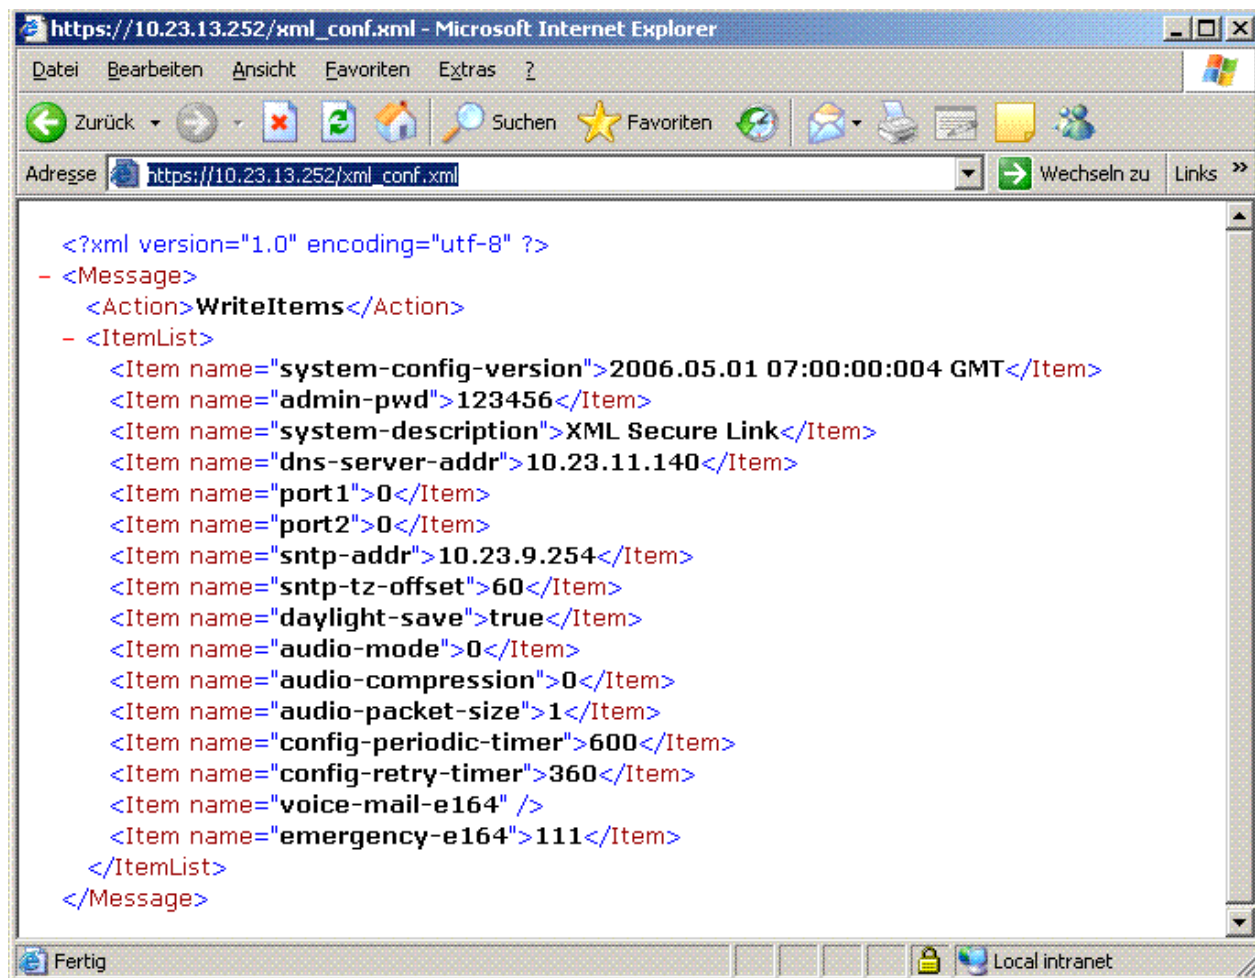 https://10.23.13.252/xml_conf.xml - Microsoft Internet Explorer
Datei Bearbeiten Ansicht Favoriten Extras ?
Zurück Suchen Favoriten
Adresse https://10.23.13.252/xml_conf.xml Wechseln zu Links »
<?xml version="1.0" encoding="utf-8" ?>
- <Message>
<Action>WriteItems</Action>
- <ItemList>
<Item name="system-config-version">2006.05.01 07:00:00:004 GMT</Item>
<Item name="admin-pwd">123456</Item>
<Item name="system-description">XML Secure Link</Item>
<Item name="dns-server-addr">10.23.11.140</Item>
<Item name="port1">0</Item>
<Item name="port2">0</Item>
<Item name="sntp-addr">10.23.9.254</Item>
<Item name="sntp-tz-offset">60</Item>
<Item name="daylight-save">true</Item>
<Item name="audio-mode">0</Item>
<Item name="audio-compression">0</Item>
<Item name="audio-packet-size">1</Item>
<Item name="config-periodic-timer">600</Item>
<Item name="config-retry-timer">360</Item>
<Item name="voice-mail-e164" />
<Item name="emergency-e164">111</Item>
</ItemList>
</Message>
Fertig Local intranet